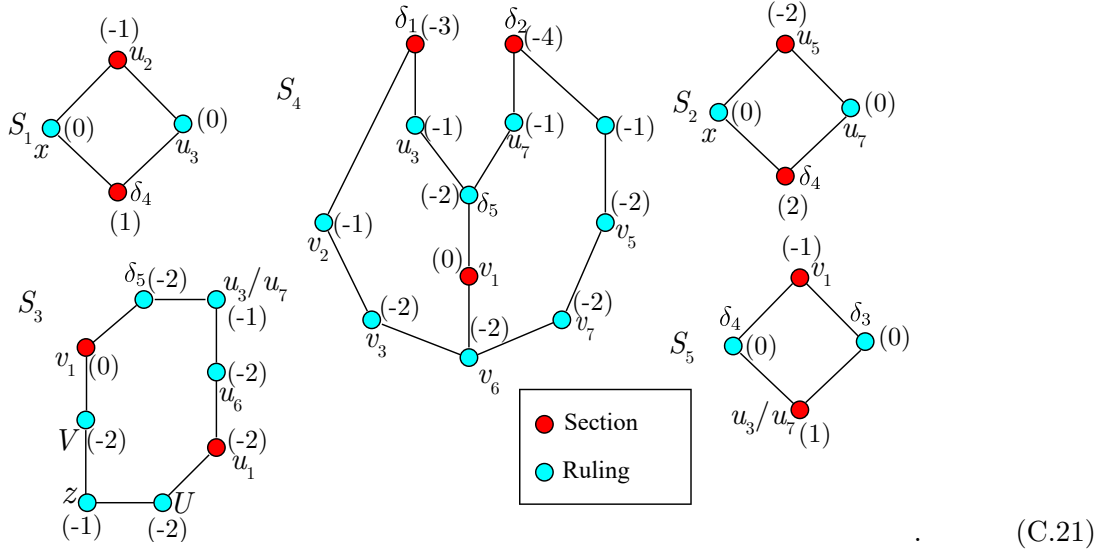 S₁
(-1)
u₂
(0)
x
(0)
u₃
δ₄
(1)
S₄
δ₁
(-3)
δ₂
(-4)
(-1)
u₃
(-1)
u₇
(-1)
(-2)
δ₅
(-1)
v₂
(-2)
v₅
(0)
v₁
(-2)
v₃
(-2)
v₆
(-2)
v₇
S₂
(-2)
u₅
(0)
x
(0)
u₇
δ₄
(2)
S₃
δ₅
(-2)
u₃/u₇
(-1)
v₁
(0)
(-2)
u₆
V
(-2)
(-2)
u₁
z
(-1)
U
(-2)
S₅
(-1)
v₁
δ₄
(0)
δ₃
(0)
u₃/u₇
(1)
Section
Ruling
. (C.21)